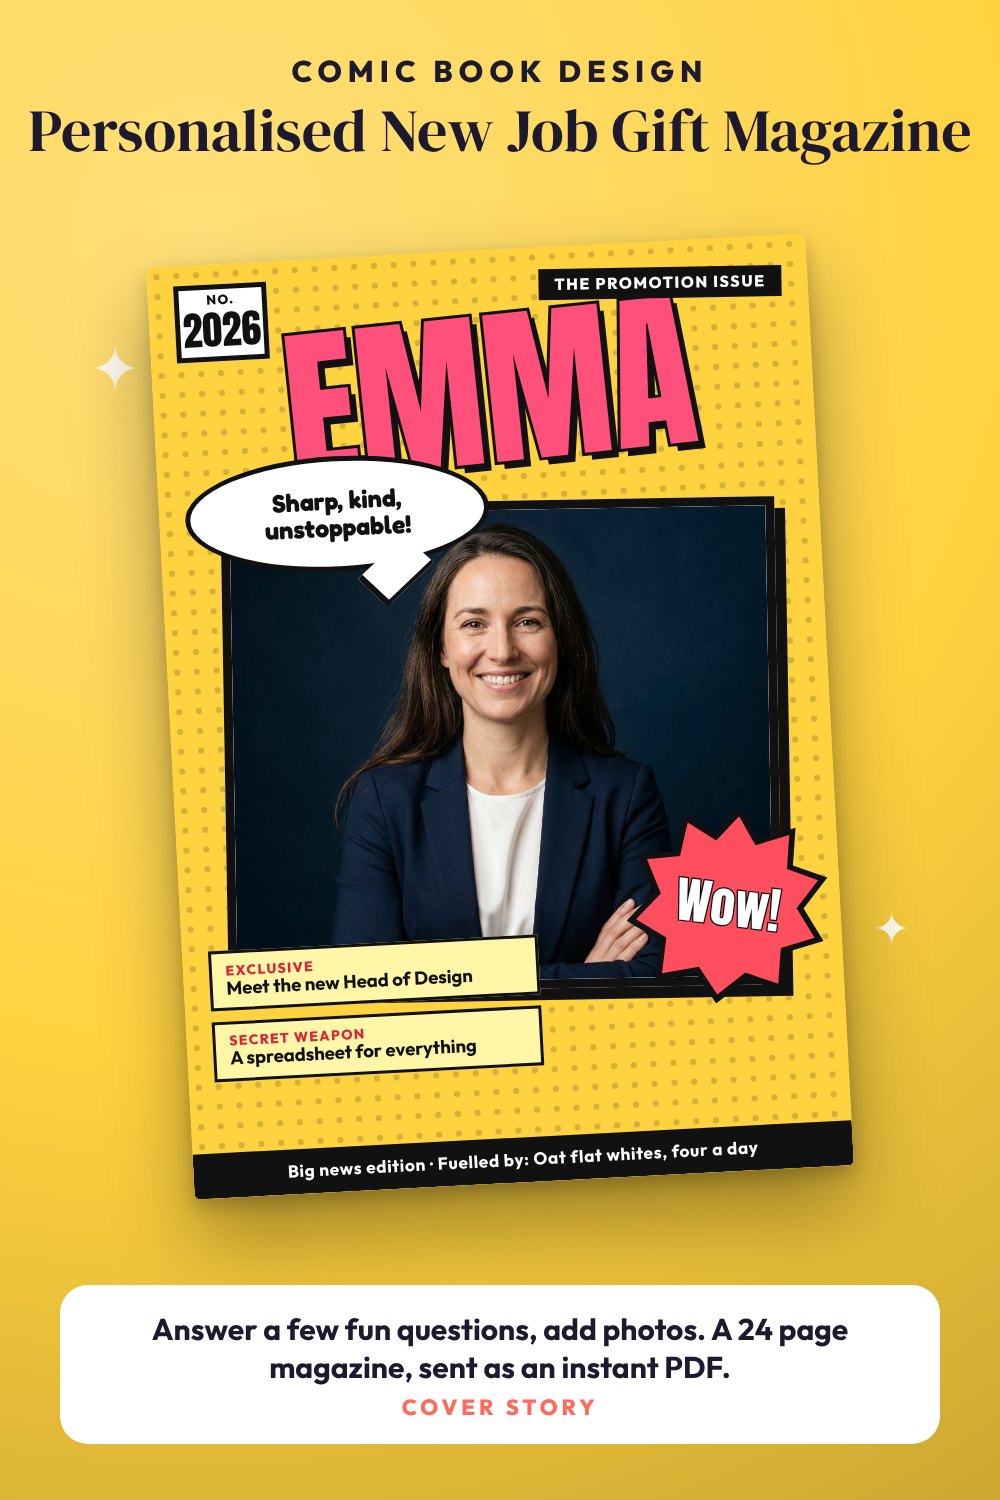 COMIC BOOK DESIGN
Personalised New Job Gift Magazine
NO.
2026
THE PROMOTION ISSUE
EMMA
Sharp, kind,
unstoppable!
Wow!
EXCLUSIVE
Meet the new Head of Design
SECRET WEAPON
A spreadsheet for everything
Big news edition · Fuelled by: Oat flat whites, four a day
Answer a few fun questions, add photos. A 24 page
magazine, sent as an instant PDF.
COVER STORY